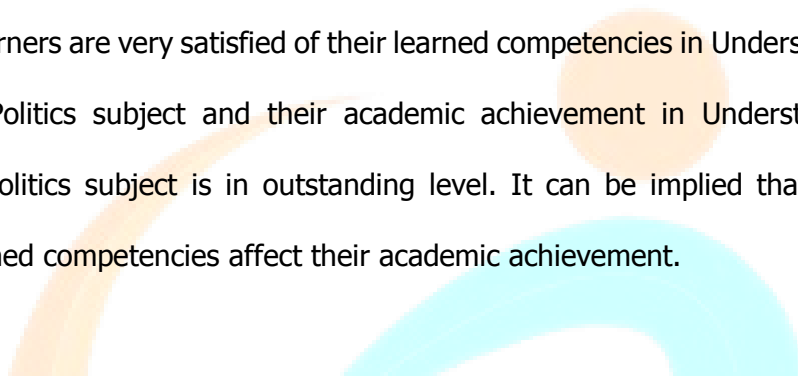 rners are very satisfied of their learned competencies in Unders
Politics subject and their academic achievement in Underst
olitics subject is in outstanding level. It can be implied tha
ned competencies affect their academic achievement.